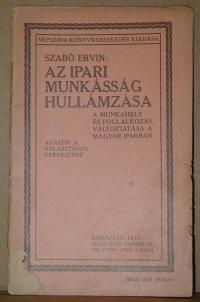 NÉPSZAVA KÖNYVKERESKEDÉS KIADÁSA
SZABÓ ERVIN:
AZ IPARI
MUNKÁSSÁG
HULLÁMZÁSA
A MUNKAHELY
ÉS FOGLALKOZÁS
VÁLTOZTATÁSA A
MAGYAR IPARBAN
ADATOK A
VÁLASZTÓJOG
KÉRDÉSÉHEZ
BUDAPEST,